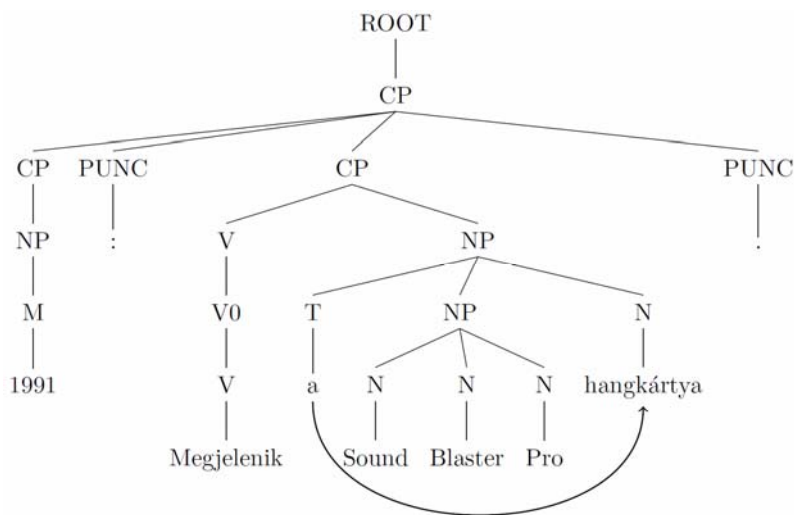 ROOT
CP
CP PUNC CP PUNC
NP : V NP .
M V0 T NP N
1991 V a N N N hangkártya
Megjelenik Sound Blaster Pro